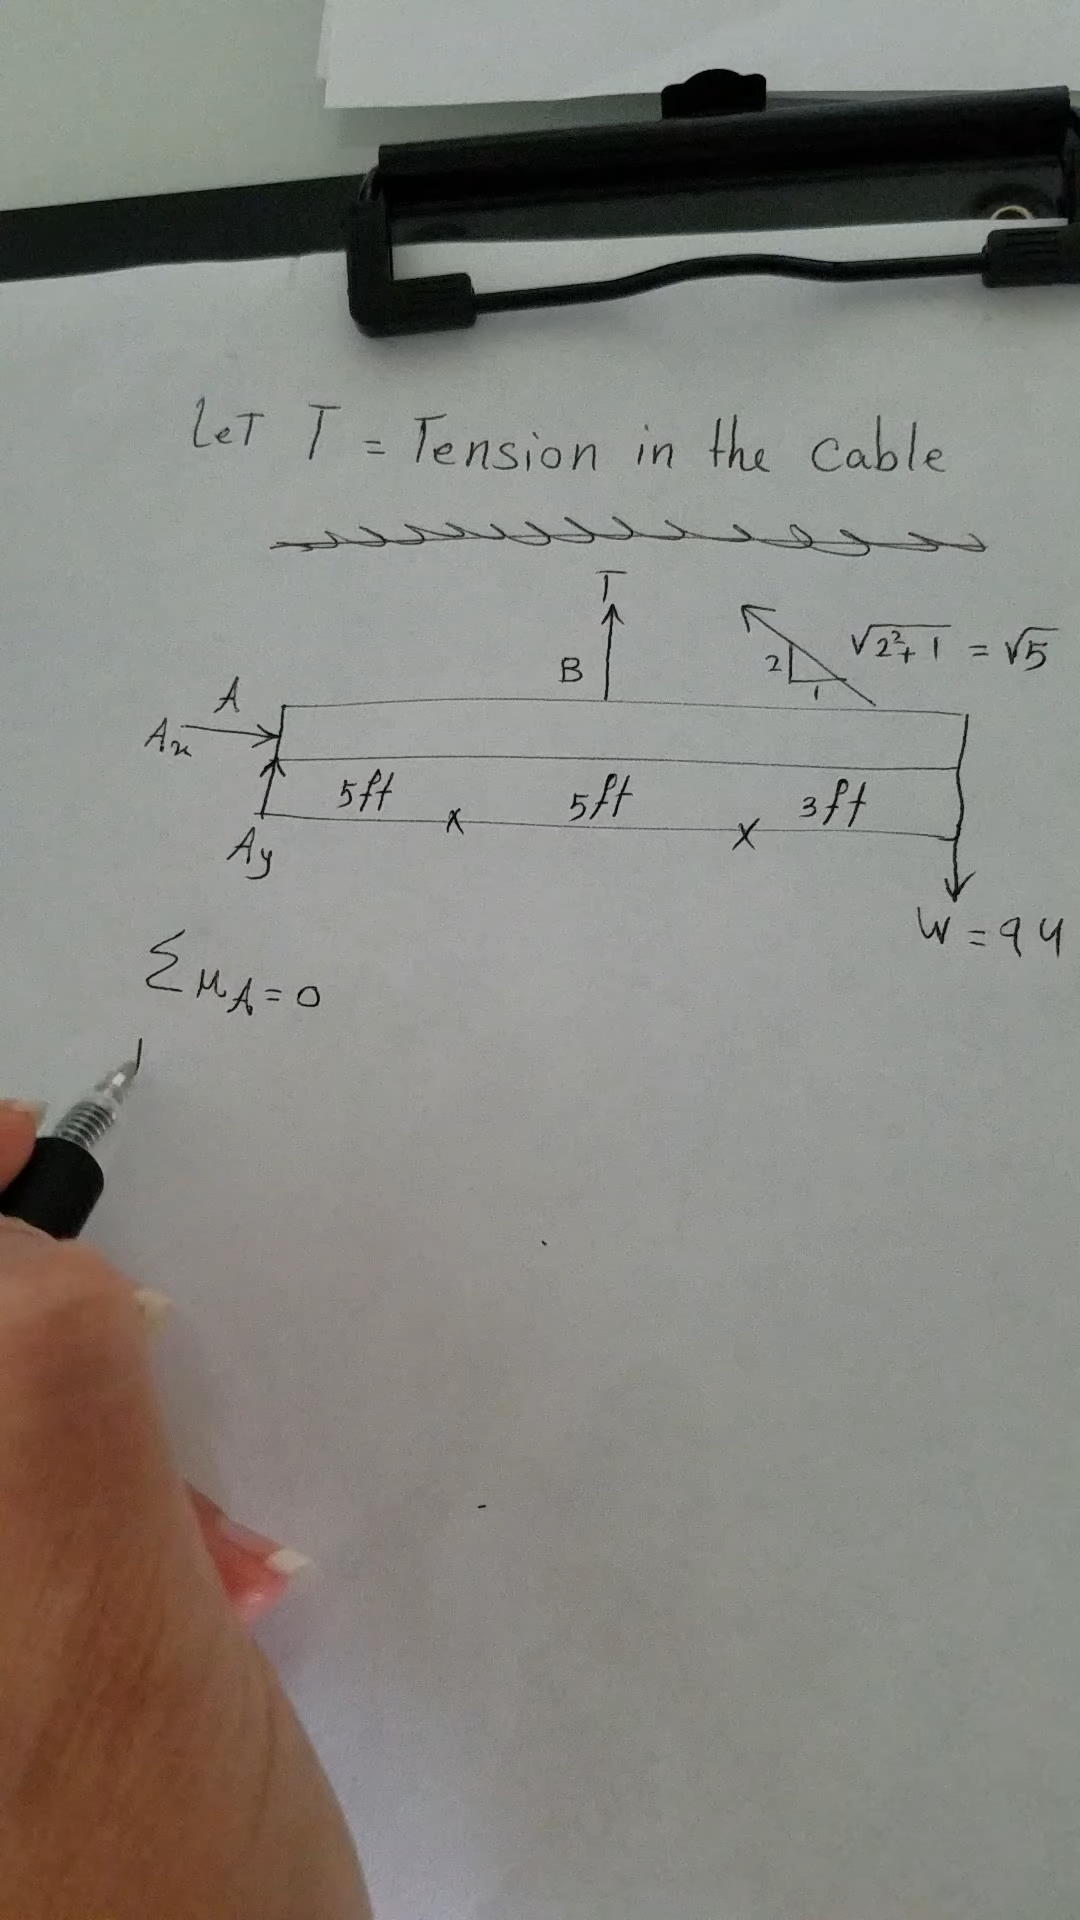 Let T = Tension in the cable
T
B
2
1
√2²+1 = √5
A
Ax
5ft
5ft
3ft
Ay
W = 94
ΣMA = 0